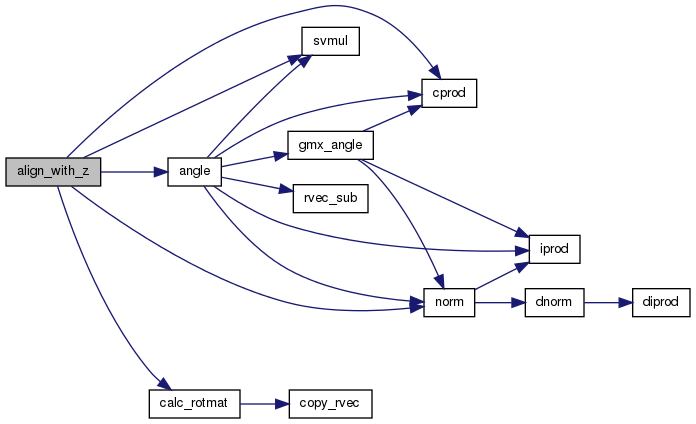 svmul
cprod
gmx_angle
align_with_z
angle
rvec_sub
iprod
norm
dnorm
diprod
calc_rotmat
copy_rvec